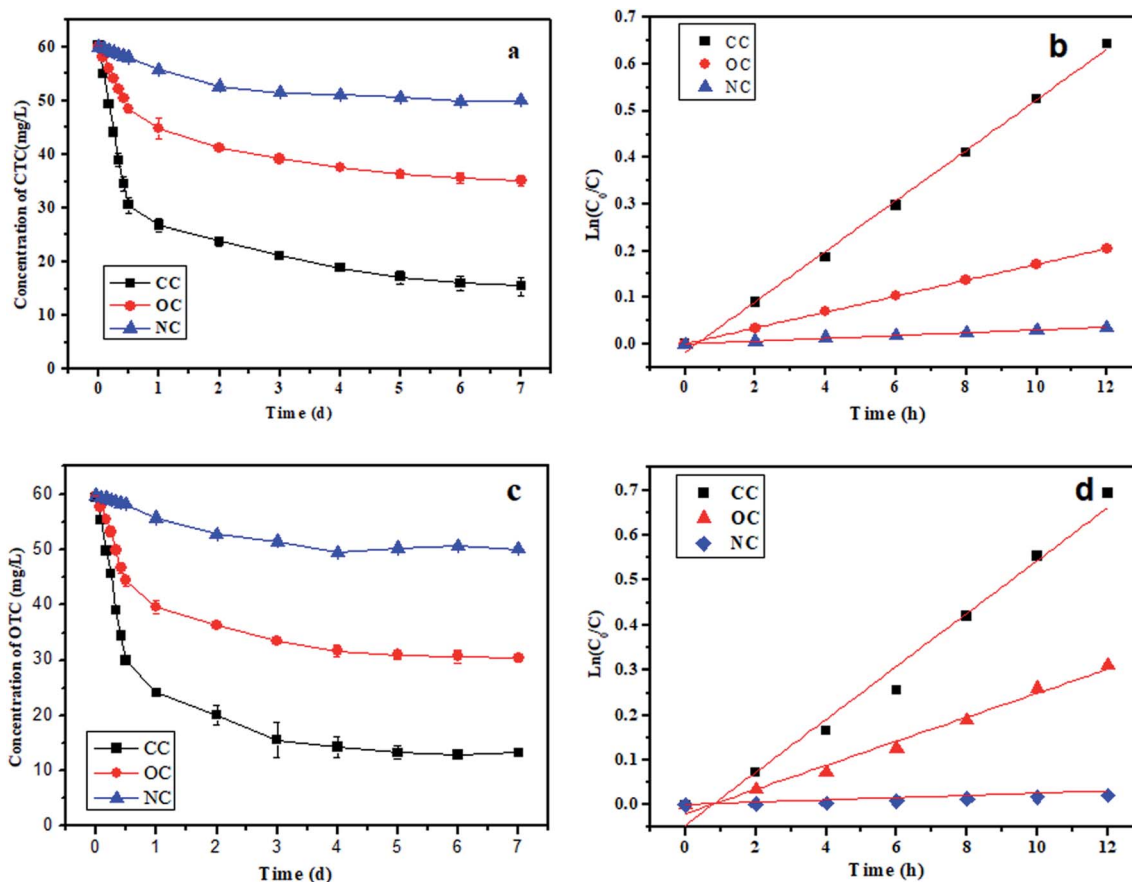 a
Concentration of CTC(mg/L)
60
50
40
30
20
10
0
CC
OC
NC
0 1 2 3 4 5 6 7
Time (d)
b
Ln(C₀/C)
0.7
0.6
0.5
0.4
0.3
0.2
0.1
0.0
CC
OC
NC
0 2 4 6 8 10 12
Time (h)
c
Concentration of OTC (mg/L)
60
50
40
30
20
10
0
CC
OC
NC
0 1 2 3 4 5 6 7
Time (d)
d
Ln(C₀/C)
0.7
0.6
0.5
0.4
0.3
0.2
0.1
0.0
CC
OC
NC
0 2 4 6 8 10 12
Time (h)